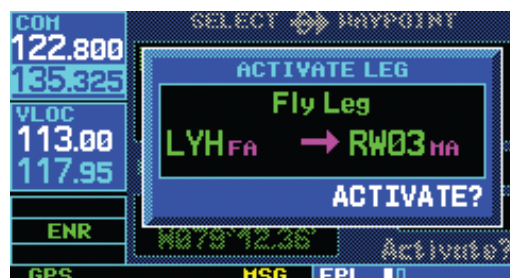 COM
122.800
135.325
VLOC
113.00
117.95
ENR
GPS
SELECT WAYPOINT
ACTIVATE LEG
Fly Leg
LYH FA → RW03 MA
ACTIVATE?
W079°12.36'
Activate?
MSG FPL